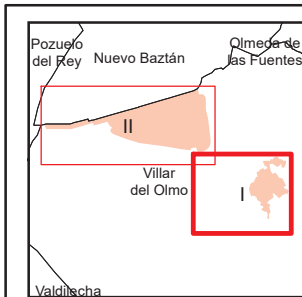 Pozuelo
del Rey
Nuevo Baztán
Olmeda de
las Fuentes
II
Villar
del Olmo
I
Valdilecha